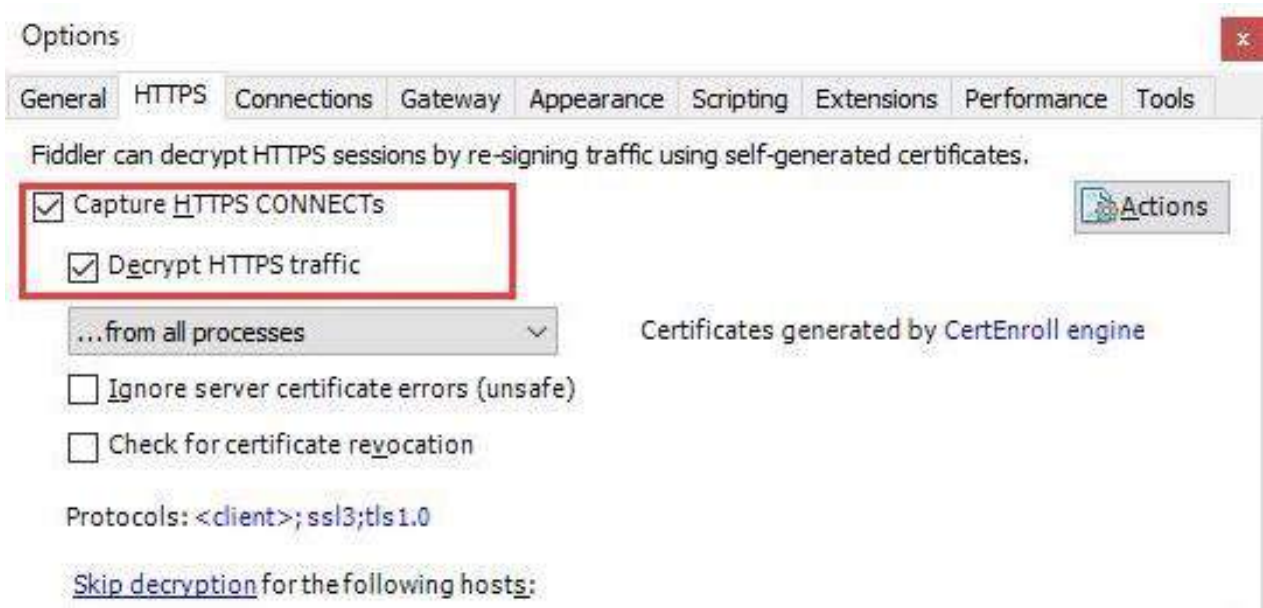 Options
x
General HTTPS Connections Gateway Appearance Scripting Extensions Performance Tools
Fiddler can decrypt HTTPS sessions by re-signing traffic using self-generated certificates.
Capture HTTPS CONNECTs
Actions
Decrypt HTTPS traffic
...from all processes
Certificates generated by CertEnroll engine
Ignore server certificate errors (unsafe)
Check for certificate revocation
Protocols: <client>;ssl3;tls1.0
Skip decryption for the following hosts: